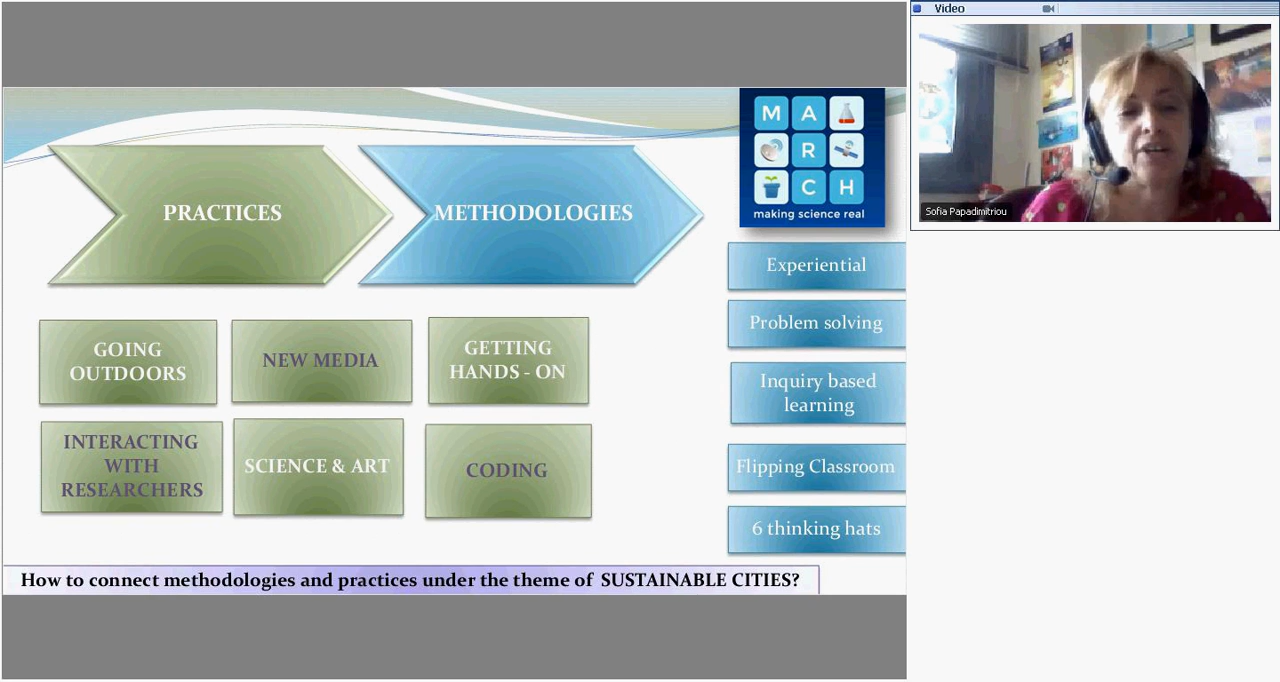 PRACTICES
METHODOLOGIES
M A
R
C H
making science real
GOING
OUTDOORS
NEW MEDIA
GETTING
HANDS - ON
INTERACTING
WITH
RESEARCHERS
SCIENCE & ART
CODING
Experiential
Problem solving
Inquiry based
learning
Flipping Classroom
6 thinking hats
How to connect methodologies and practices under the theme of SUSTAINABLE CITIES?
Video
Sofia Papadimitriou